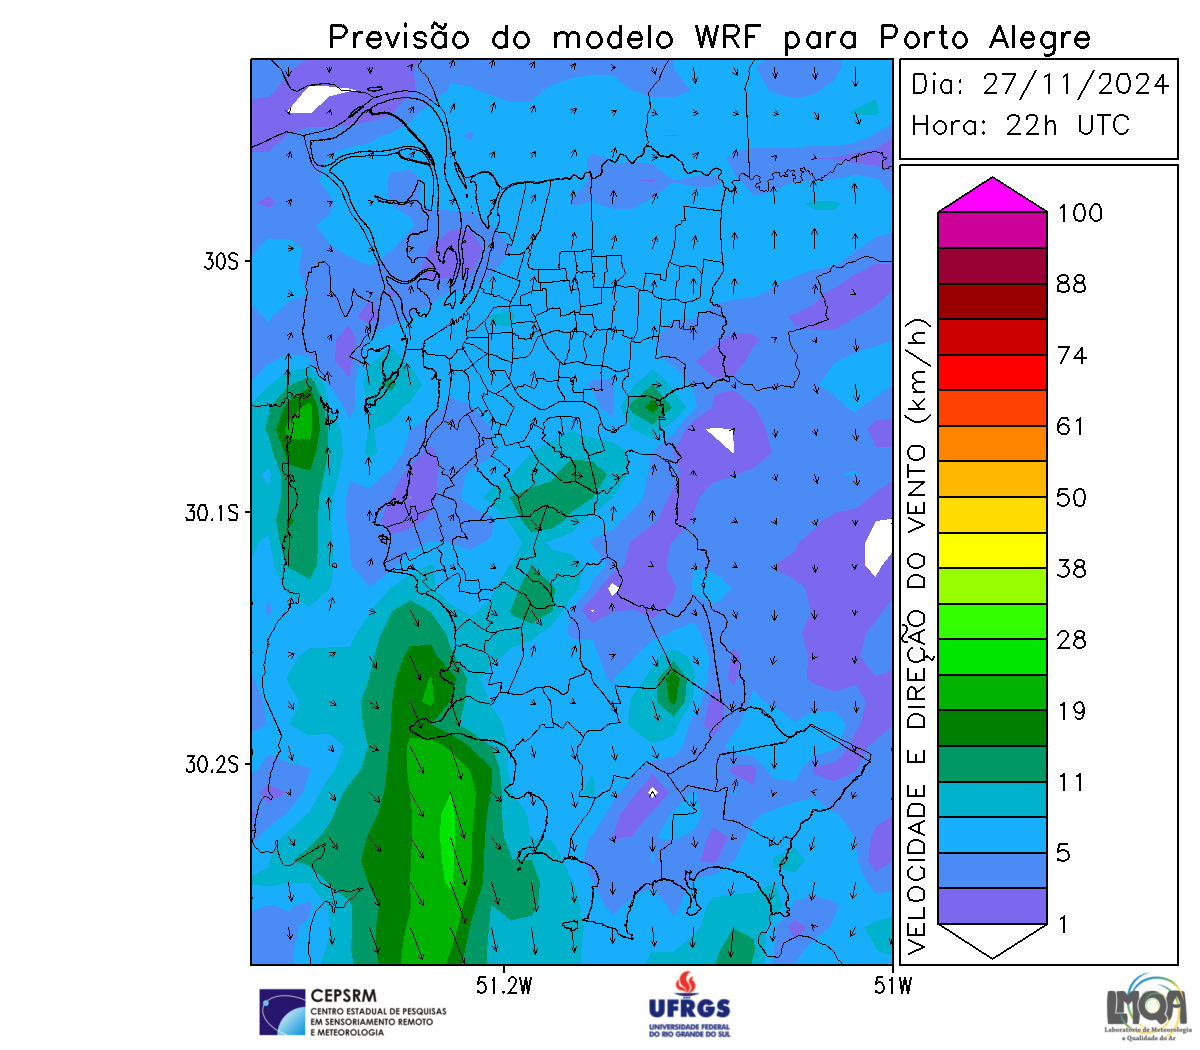 Previsão do modelo WRF para Porto Alegre
Dia: 27/11/2024
Hora: 22h UTC
100
88
74
61
50
38
28
19
11
5
1
VELOCIDADE E DIREÇÃO DO VENTO (km/h)
30S
30.1S
30.2S
51.2W
51W
CEPSRM
CENTRO ESTADUAL DE PESQUISAS
EM SENSORIAMENTO REMOTO
E METEOROLOGIA
UFRGS
UNIVERSIDADE FEDERAL
DO RIO GRANDE DO SUL
LMQA
Laboratório de Meteorologia
e Qualidade do Ar